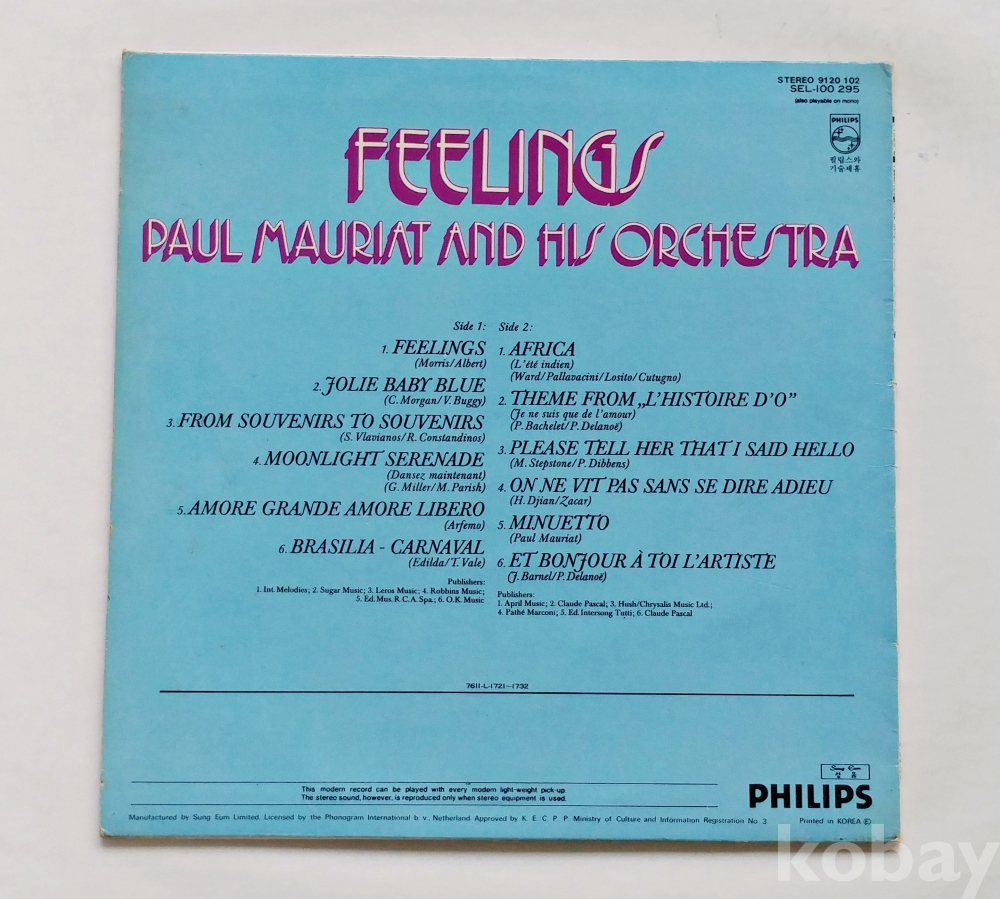 STEREO 9120 102
SEL-100 295
(also playable on mono)
PHILIPS
필립스와
기술제휴
FEELINGS
PAUL MAURIAT AND HIS ORCHESTRA
Side 1:
1. FEELINGS
(Morris/Albert)
2. JOLIE BABY BLUE
(C. Morgan/V. Buggy)
3. FROM SOUVENIRS TO SOUVENIRS
(S. Vlavianos/R. Constandinos)
4. MOONLIGHT SERENADE
(Dansez maintenant)
(G. Miller/M. Parish)
5. AMORE GRANDE AMORE LIBERO
(Arfemo)
6. BRASILIA - CARNAVAL
(Edilda/T. Vale)
Publishers:
1. Int. Melodies; 2. Sugar Music; 3. Leros Music; 4. Robbins Music;
5. Ed. Mus. R.C.A. Spa.; 6. O.K. Music
Side 2:
1. AFRICA
(L'été indien)
(Ward/Pallavacini/Losito/Cutugno)
2. THEME FROM „L'HISTOIRE D'O"
(Je ne suis que de l'amour)
(P. Bachelet/P. Delanoë)
3. PLEASE TELL HER THAT I SAID HELLO
(M. Stepstone/P. Dibbens)
4. ON NE VIT PAS SANS SE DIRE ADIEU
(H. Djian/Zacar)
5. MINUETTO
(Paul Mauriat)
6. ET BONJOUR À TOI L'ARTISTE
(J. Barnel/P. Delanoë)
Publishers:
1. April Music; 2. Claude Pascal; 3. Hush/Chrysalis Music Ltd.;
4. Pathé Marconi; 5. Ed. Intersong Tutti; 6. Claude Pascal
7611-L-1721~1732
This modern record can be played with every modern light-weight pick-up.
The stereo sound, however, is reproduced only when stereo equipment is used.
Sung Eum
성음
PHILIPS
Manufactured by Sung Eum Limited. Licensed by the Phonogram International b. v., Netherland. Approved by K. E. C. P. P. Ministry of Culture and Information Registration No. 3 Printed in KOREA Ⓔ
kobay